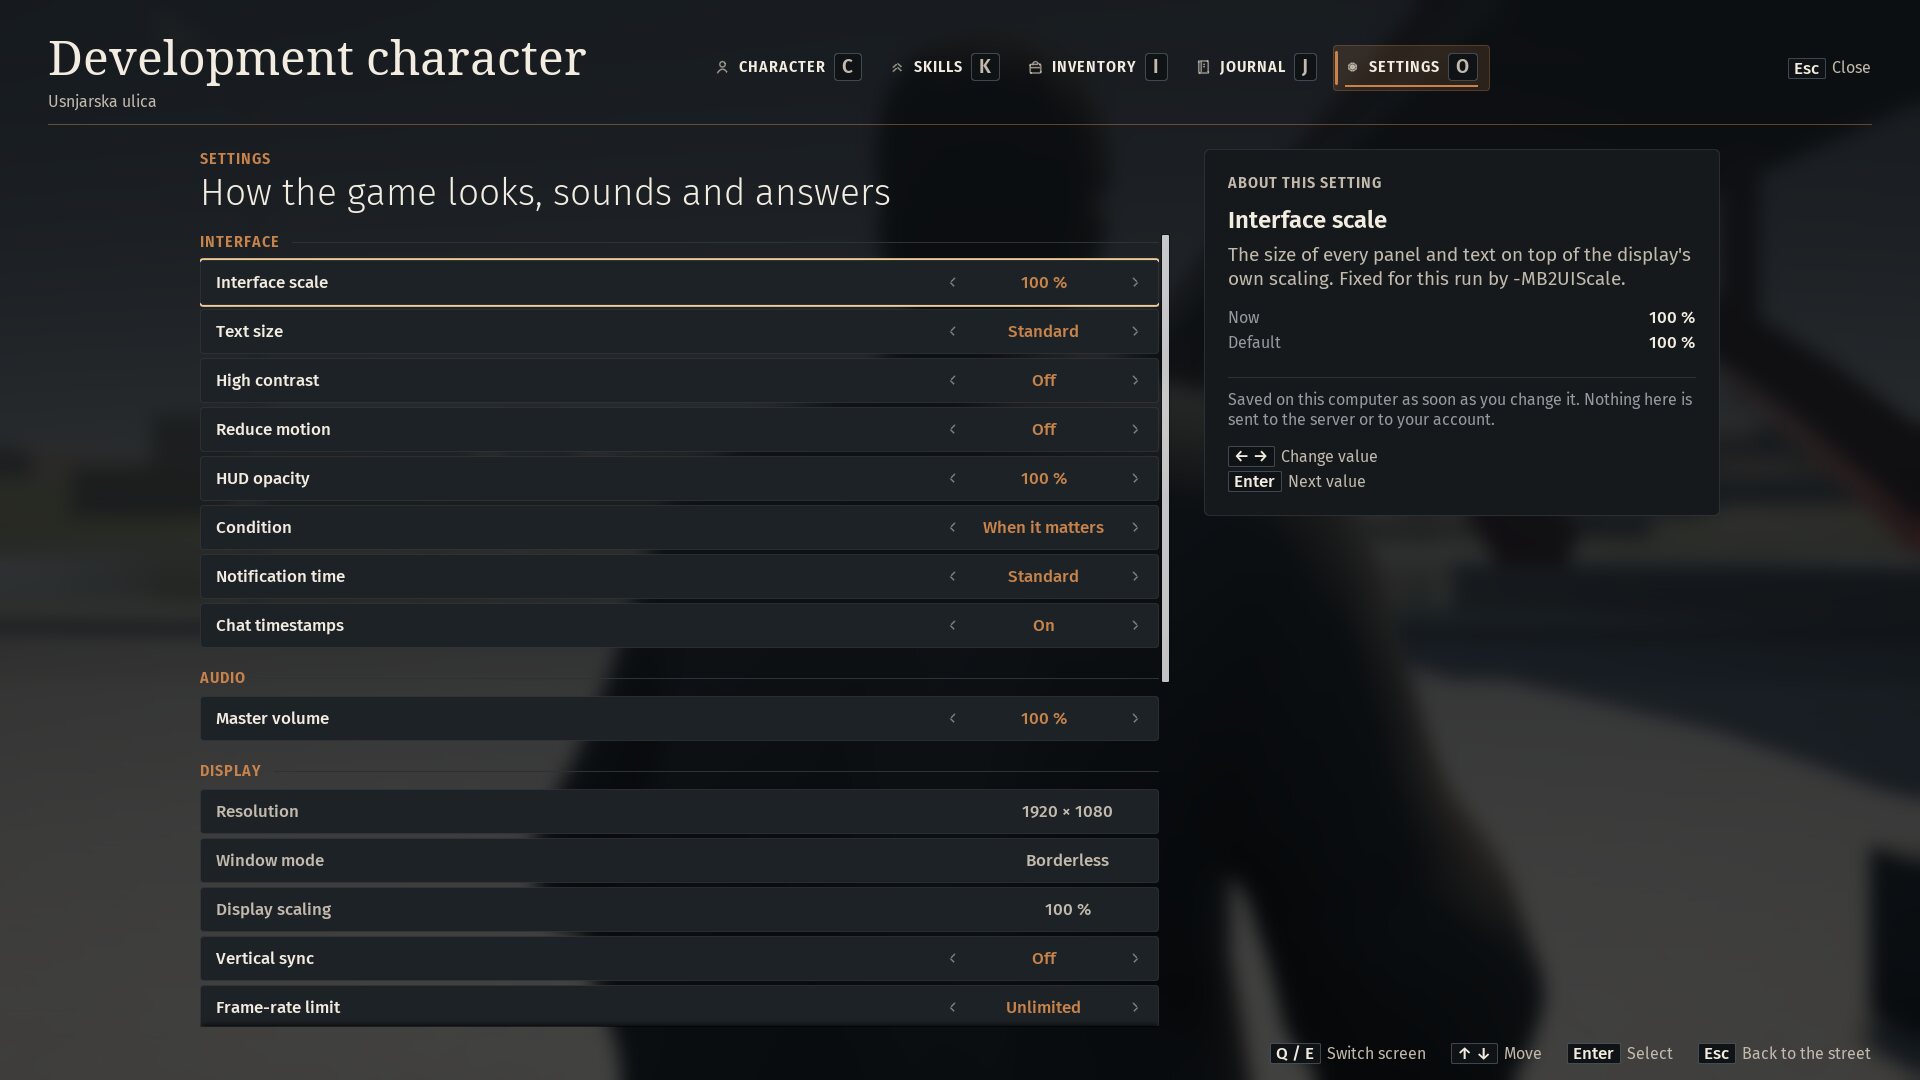 Development character
Usnjarska ulica
CHARACTER C
SKILLS K
INVENTORY I
JOURNAL J
SETTINGS O
Esc Close
SETTINGS
How the game looks, sounds and answers
INTERFACE
Interface scale 100 %
Text size Standard
High contrast Off
Reduce motion Off
HUD opacity 100 %
Condition When it matters
Notification time Standard
Chat timestamps On
AUDIO
Master volume 100 %
DISPLAY
Resolution 1920 × 1080
Window mode Borderless
Display scaling 100 %
Vertical sync Off
Frame-rate limit Unlimited
ABOUT THIS SETTING
Interface scale
The size of every panel and text on top of the display's
own scaling. Fixed for this run by -MB2UIScale.
Now 100 %
Default 100 %
Saved on this computer as soon as you change it. Nothing here is
sent to the server or to your account.
← → Change value
Enter Next value
Q / E Switch screen
↑ ↓ Move
Enter Select
Esc Back to the street